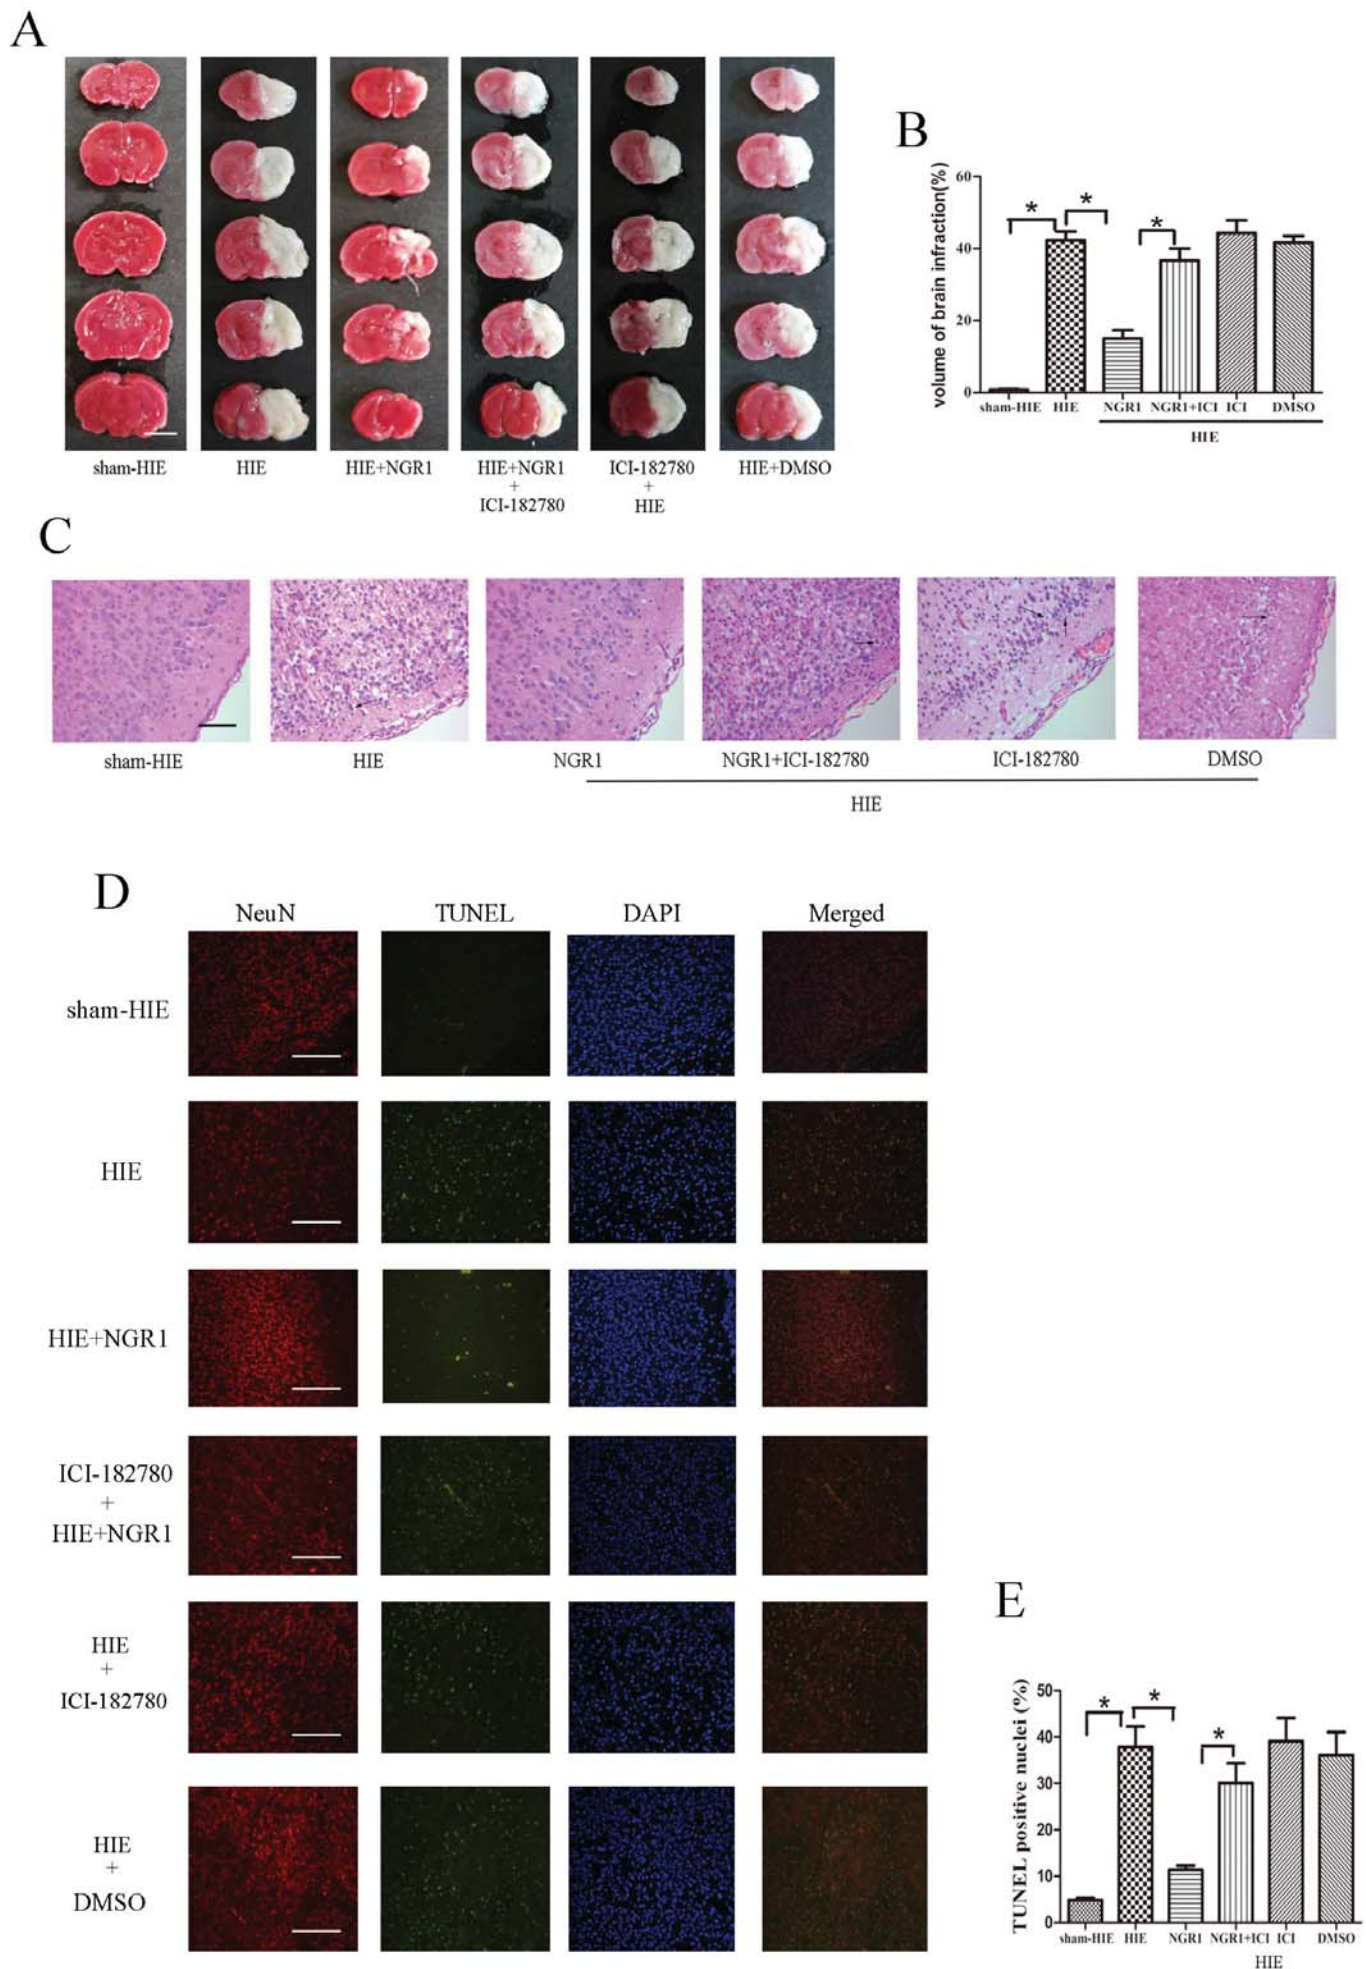 A
sham-HIE
HIE
HIE+NGR1
HIE+NGR1
+
ICI-182780
ICI-182780
+
HIE
HIE+DMSO
B
volume of brain infraction(%)
60
40
20
0
*
*
*
sham-HIE HIE NGR1 NGR1+ICI ICI DMSO
HIE
C
sham-HIE
HIE
NGR1
NGR1+ICI-182780
ICI-182780
DMSO
HIE
D
NeuN TUNEL DAPI Merged
sham-HIE
HIE
HIE+NGR1
ICI-182780
+
HIE+NGR1
HIE
+
ICI-182780
HIE
+
DMSO
E
TUNEL positive nuclei (%)
50
40
30
20
10
0
*
*
*
sham-HIE HIE NGR1 NGR1+ICI ICI DMSO
HIE